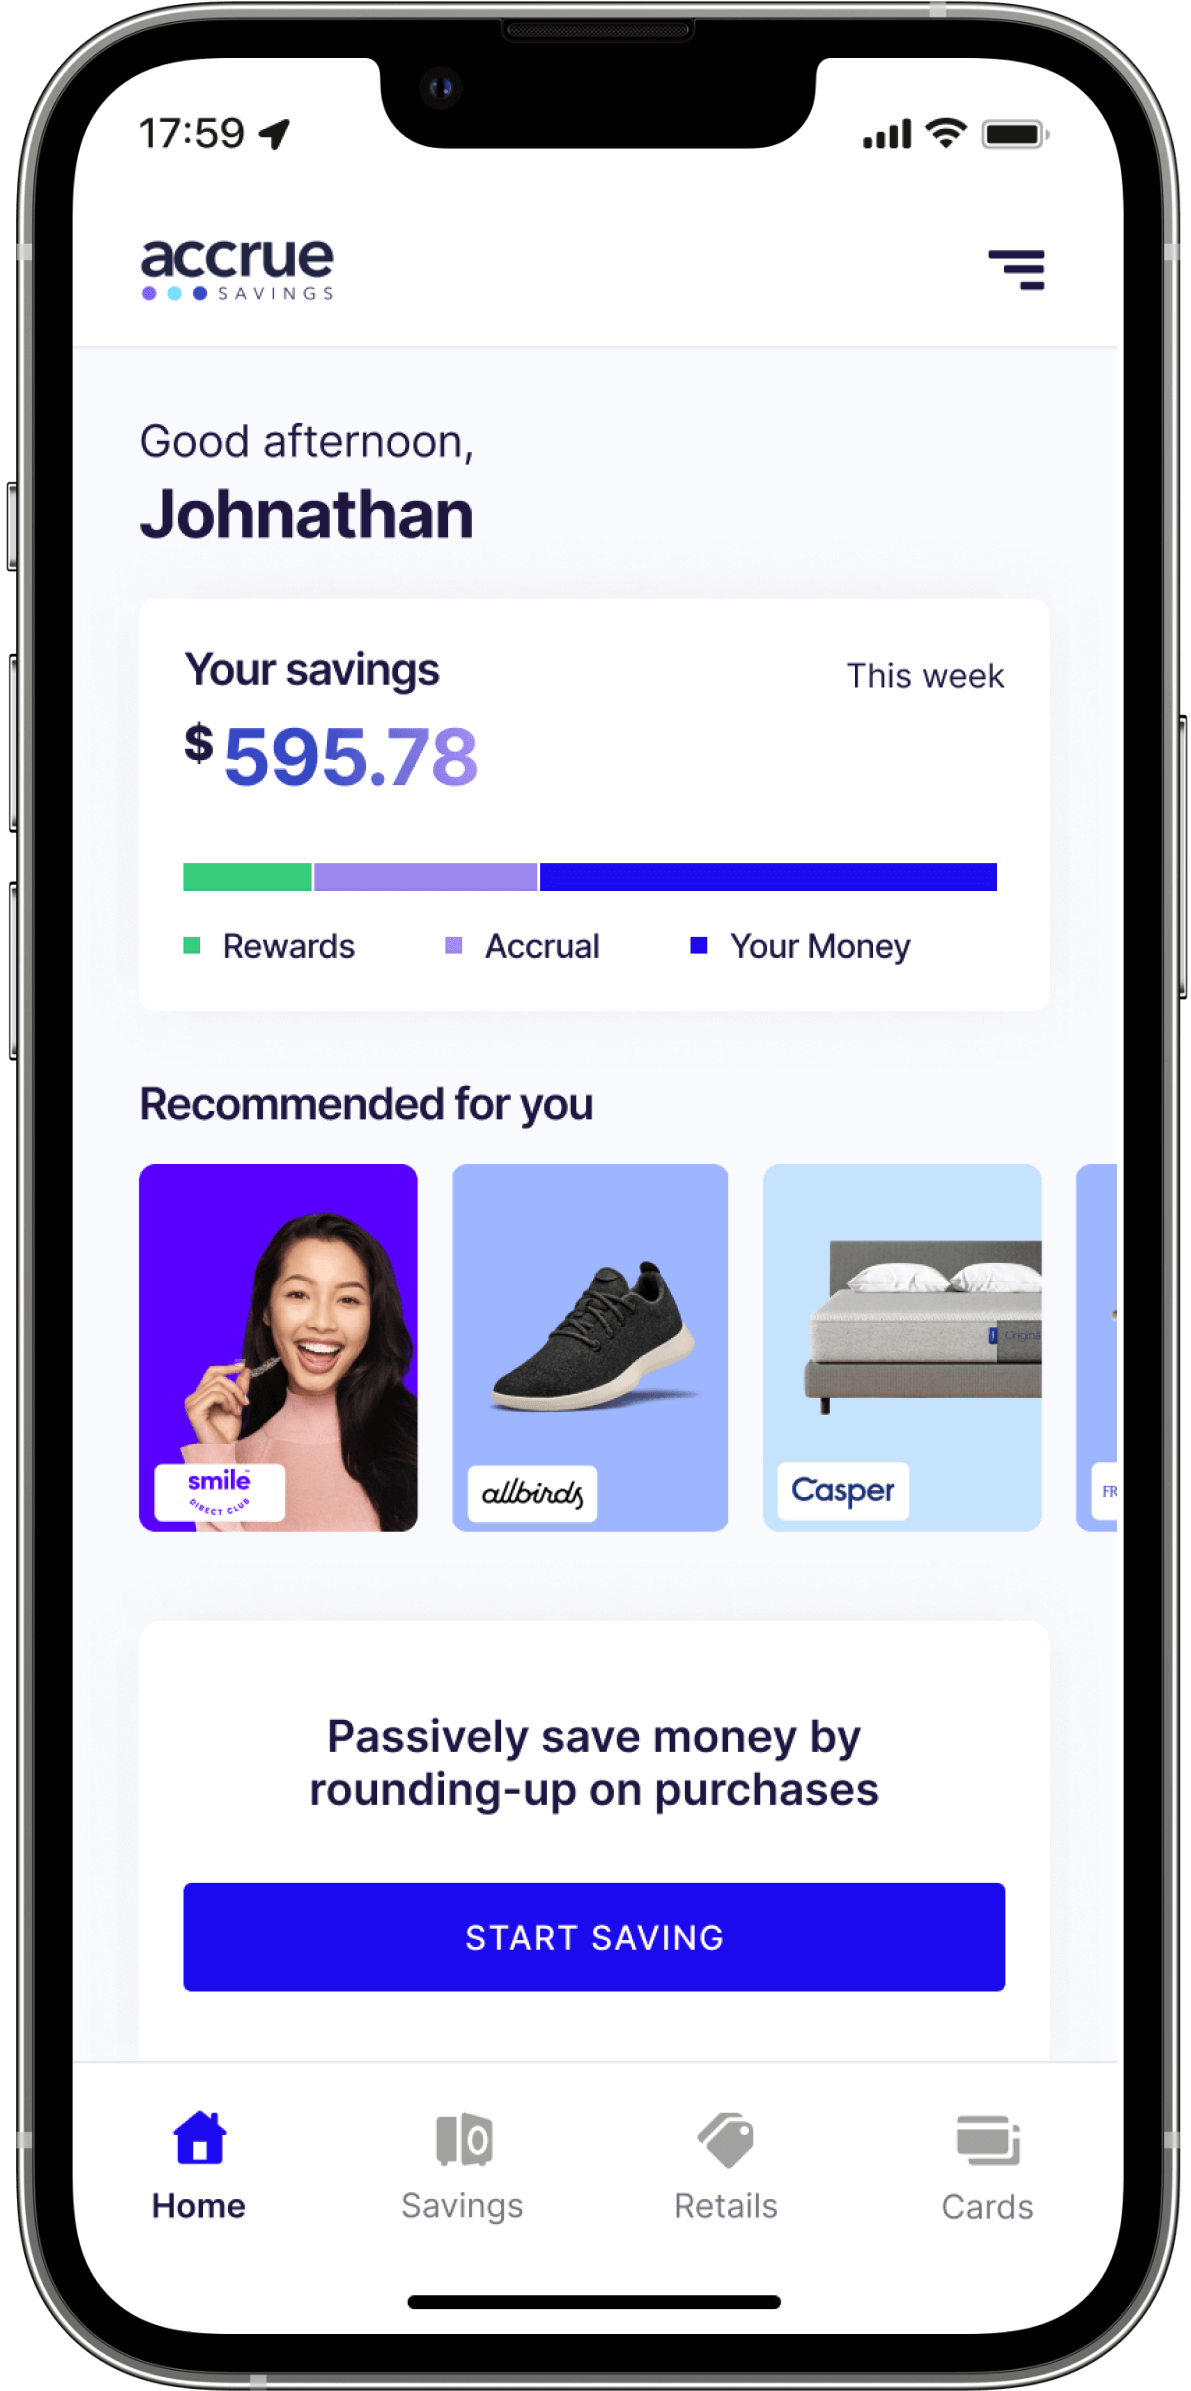 17:59
accrue
SAVINGS
Good afternoon,
Johnathan
Your savings
This week
$595.78
Rewards
Accrual
Your Money
Recommended for you
smile
DIRECT CLUB
allbirds
Origin
Casper
FR
Passively save money by
rounding-up on purchases
START SAVING
Home
Savings
Retails
Cards